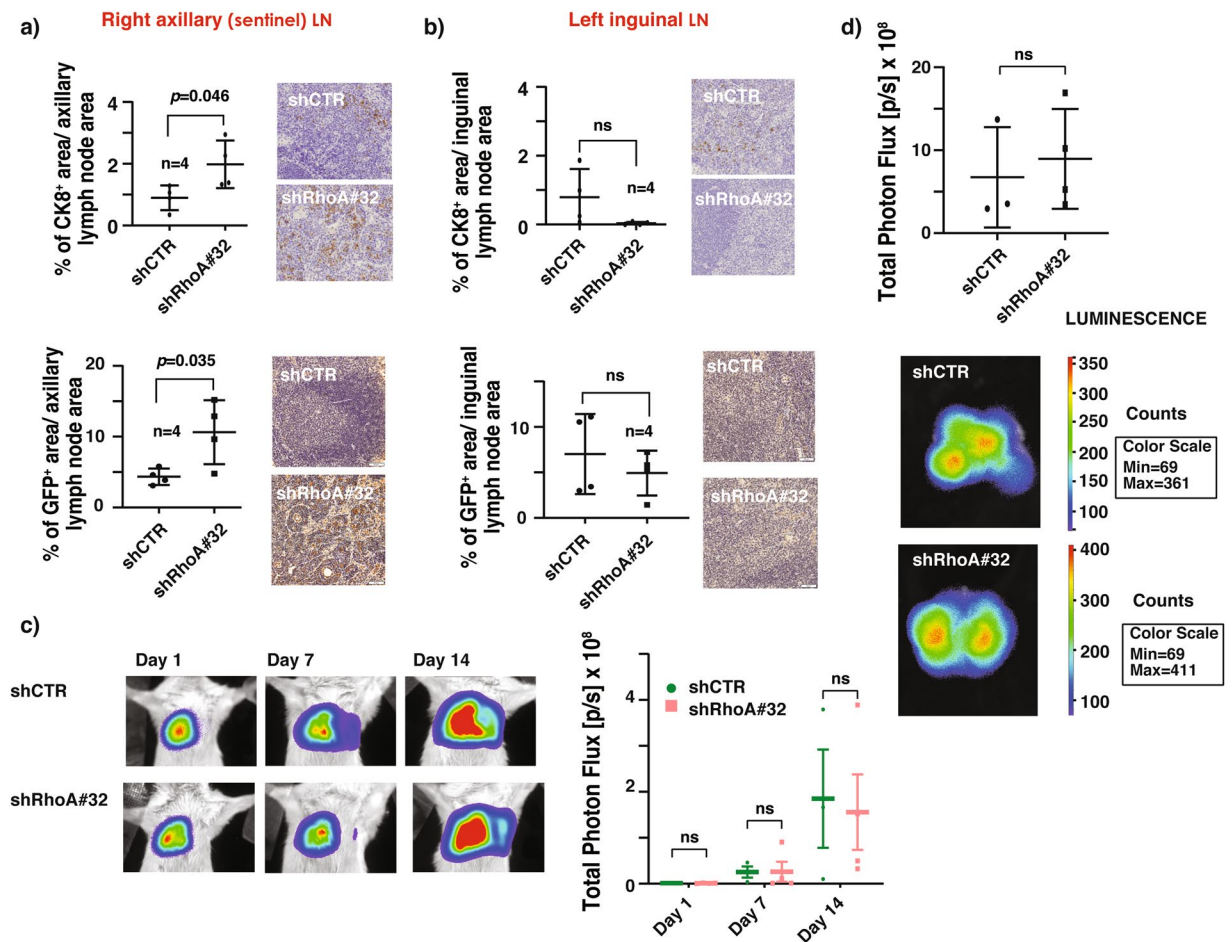 Right axillary (sentinel) LN
Left inguinal LN
a)
b)
d)
% of CK8⁺ area/ axillary
lymph node area
4
2
0
p=0.046
n=4
shCTR
shRhoA#32
shCTR
shRhoA#32
% of CK8⁺ area/ inguinal
lymph node area
4
2
0
ns
n=4
shCTR
shRhoA#32
shCTR
shRhoA#32
Total Photon Flux [p/s] x 10⁸
20
15
10
5
0
ns
shCTR
shRhoA#32
% of GFP⁺ area/ axillary
lymph node area
20
10
0
p=0.035
n=4
shCTR
shRhoA#32
shCTR
shRhoA#32
% of GFP⁺ area/ inguinal
lymph node area
10
5
0
ns
n=4
shCTR
shRhoA#32
shCTR
shRhoA#32
LUMINESCENCE
shCTR
350
300
250
200
150
100
Counts
Color Scale
Min=69
Max=361
shRhoA#32
400
300
200
100
Counts
Color Scale
Min=69
Max=411
c)
Day 1
Day 7
Day 14
shCTR
shRhoA#32
Total Photon Flux [p/s] x 10⁸
4
2
0
shCTR
shRhoA#32
ns
ns
ns
Day 1
Day 7
Day 14